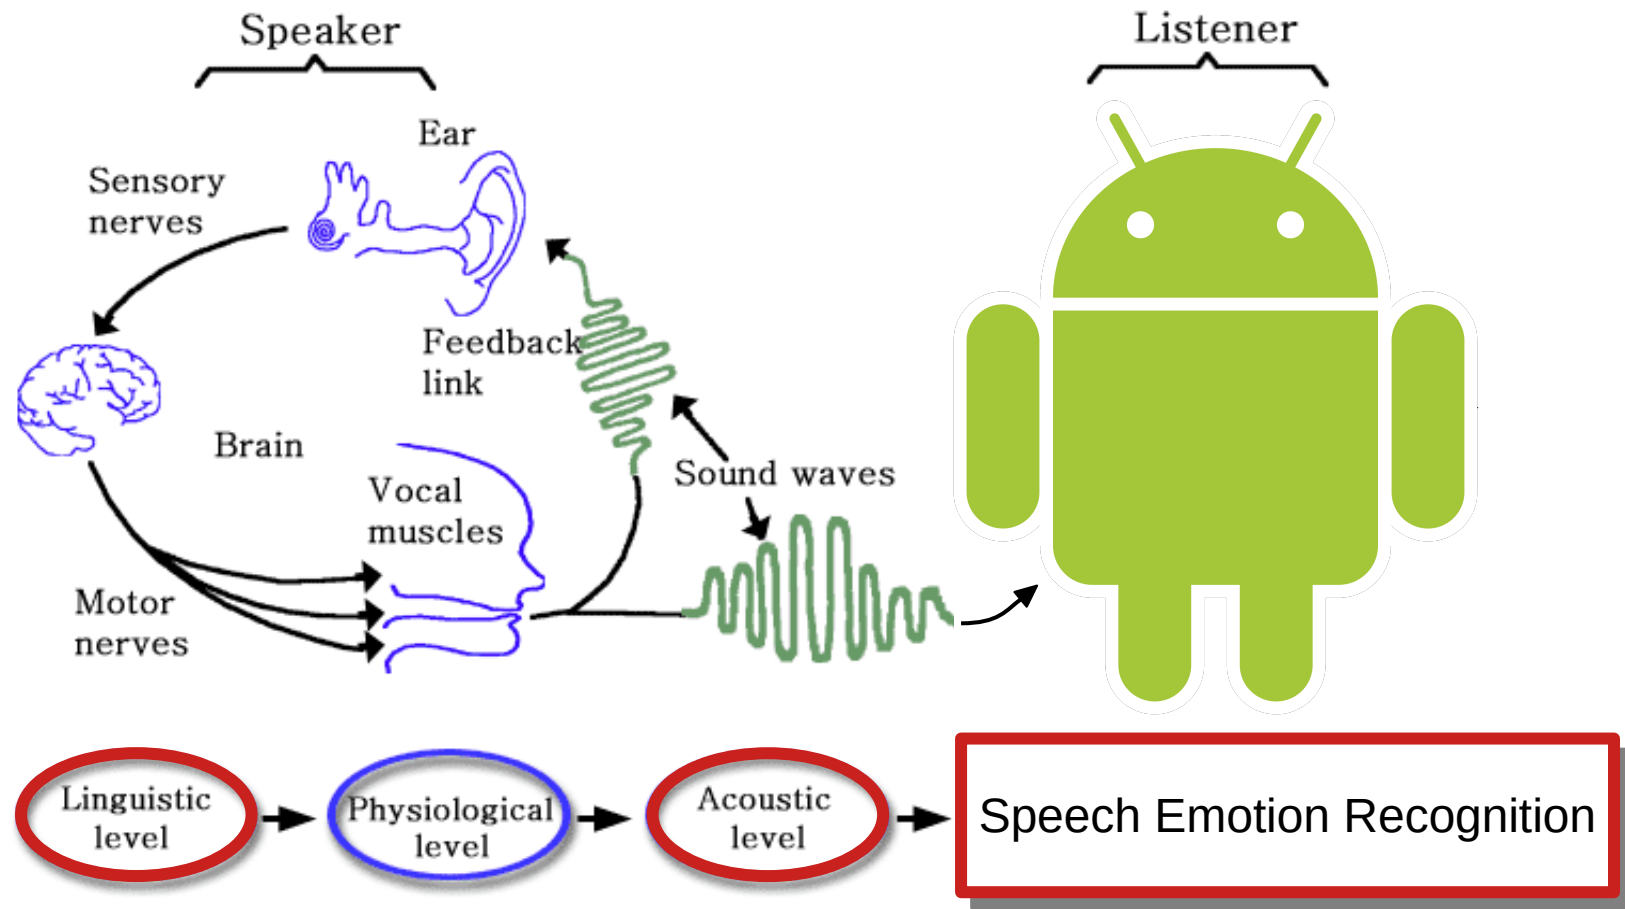 Speaker
Listener
Ear
Sensory
nerves
Feedback
link
Brain
Sound waves
Vocal
muscles
Motor
nerves
Linguistic
level
Physiological
level
Acoustic
level
Speech Emotion Recognition